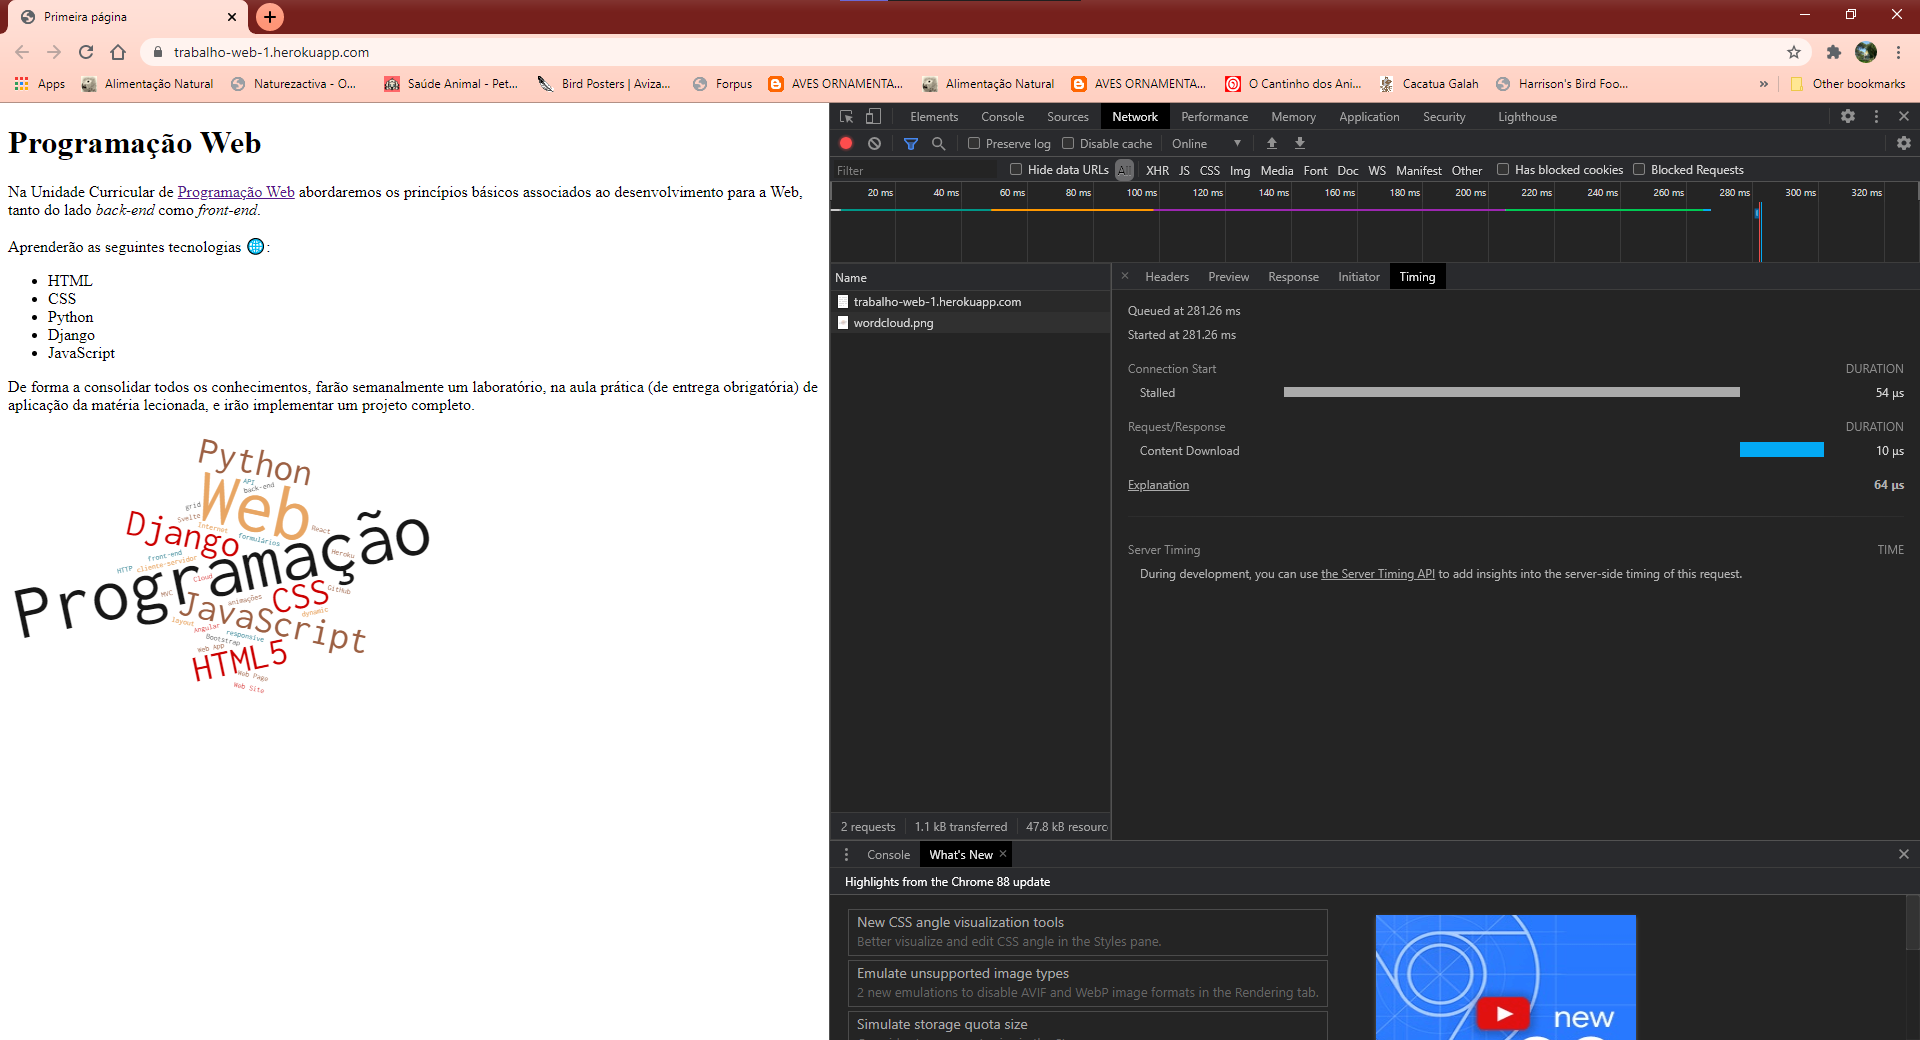 Primeira página
trabalho-web-1.herokuapp.com
Apps Alimentação Natural Naturezactiva - O... Saúde Animal - Pet... Bird Posters | Aviza... Forpus AVES ORNAMENTA... Alimentação Natural AVES ORNAMENTA... O Cantinho dos Ani... Cacatua Galah Harrison's Bird Foo... » Other bookmarks
Programação Web
Na Unidade Curricular de Programação Web abordaremos os princípios básicos associados ao desenvolvimento para a Web,
tanto do lado back-end como front-end.
Aprenderão as seguintes tecnologias 🌐:
• HTML
• CSS
• Python
• Django
• JavaScript
De forma a consolidar todos os conhecimentos, farão semanalmente um laboratório, na aula prática (de entrega obrigatória) de
aplicação da matéria lecionada, e irão implementar um projeto completo.
Python
API
back-end
Web
grid
Svelte
Internet
React
Django
formulários
Programação
front-end
Heroku
HTTP
cliente-servidor
Cloud
CSS
GitHub
MVC
animações
JavaScript
dynamic
layout
Angular
responsive
Bootstrap
Web App
HTML5
Web Page
Web Site
Elements Console Sources Network Performance Memory Application Security Lighthouse
Preserve log Disable cache Online
Filter Hide data URLs All XHR JS CSS Img Media Font Doc WS Manifest Other Has blocked cookies Blocked Requests
20 ms 40 ms 60 ms 80 ms 100 ms 120 ms 140 ms 160 ms 180 ms 200 ms 220 ms 240 ms 260 ms 280 ms 300 ms 320 ms
Name
trabalho-web-1.herokuapp.com
wordcloud.png
2 requests 1.1 kB transferred 47.8 kB resourc
Headers Preview Response Initiator Timing
Queued at 281.26 ms
Started at 281.26 ms
Connection Start DURATION
Stalled 54 μs
Request/Response DURATION
Content Download 10 μs
Explanation 64 μs
Server Timing TIME
During development, you can use the Server Timing API to add insights into the server-side timing of this request.
Console What's New
Highlights from the Chrome 88 update
New CSS angle visualization tools
Better visualize and edit CSS angle in the Styles pane.
Emulate unsupported image types
2 new emulations to disable AVIF and WebP image formats in the Rendering tab.
Simulate storage quota size
new